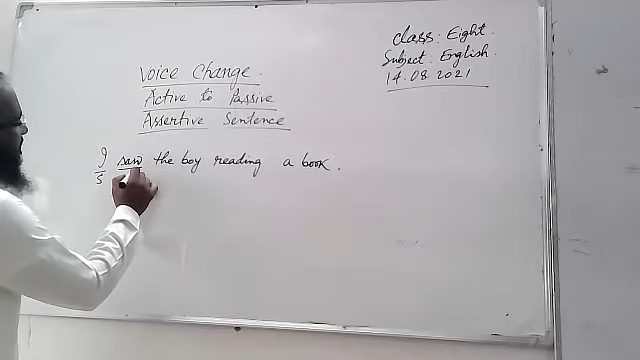 Class: Eight.
Subject: English.
14.08.2021
Voice Change.
Active to Passive
Assertive Sentence
I saw the boy reading a book.
S